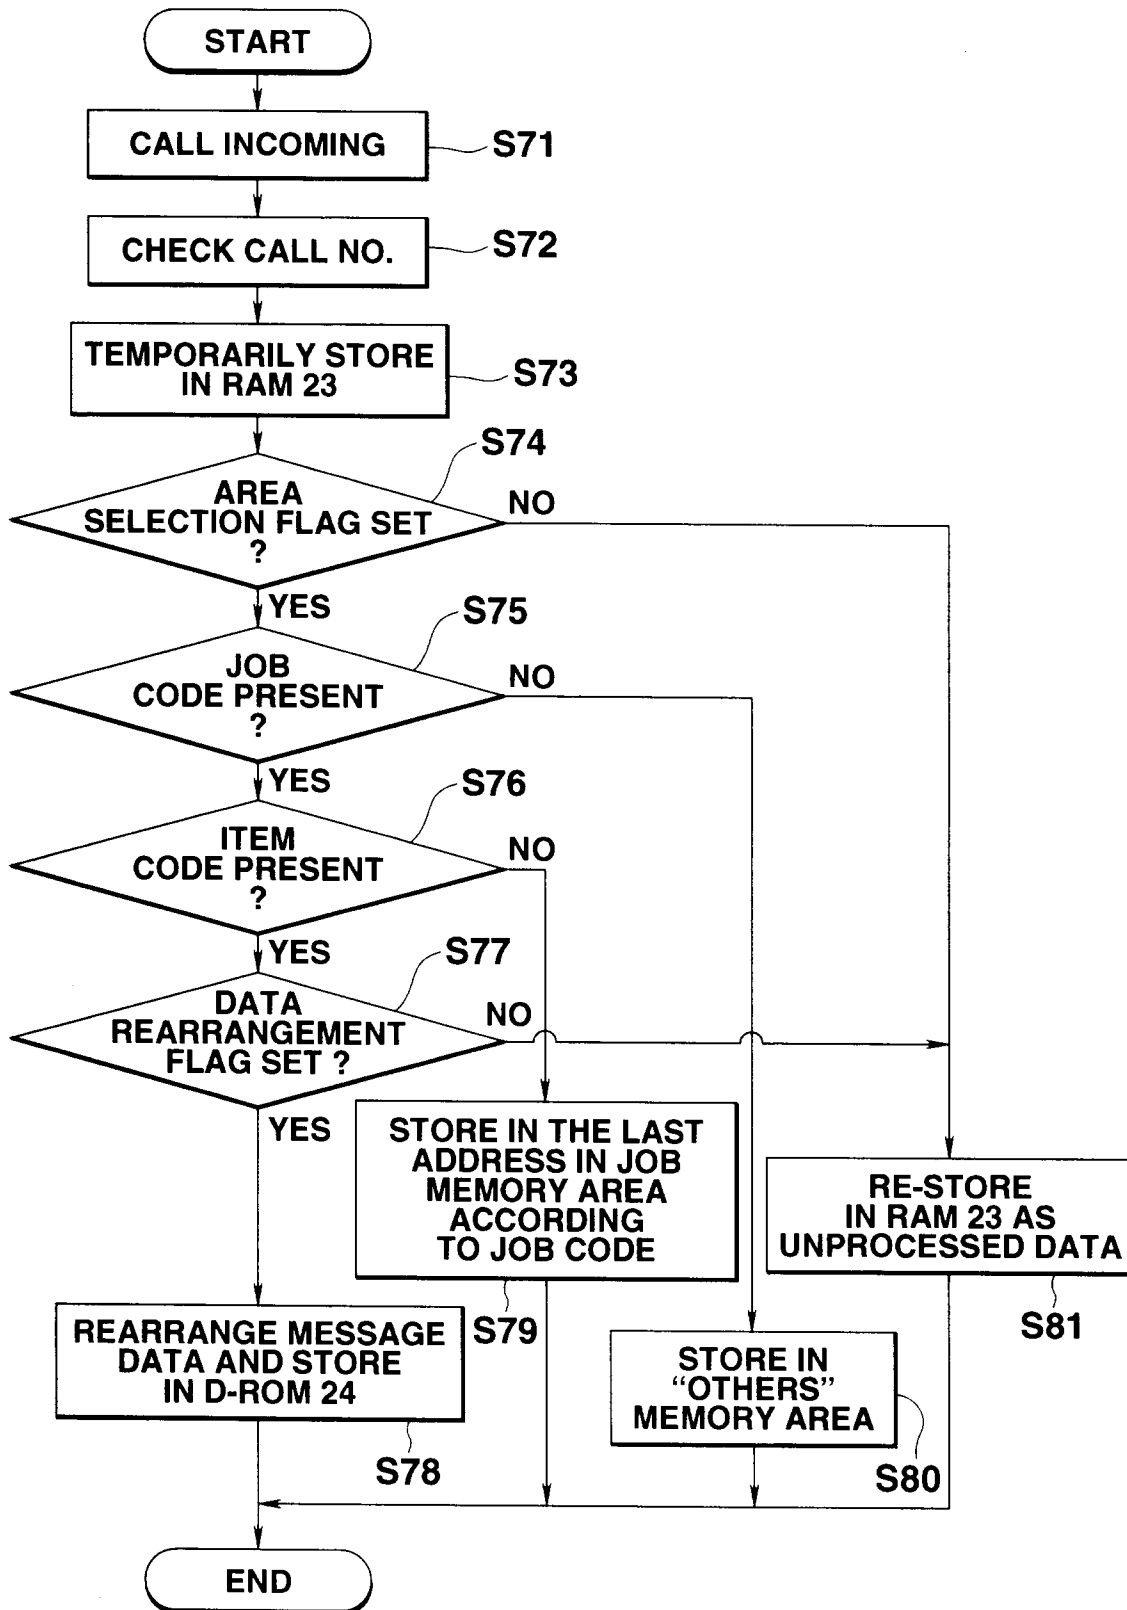 START
CALL INCOMING
S71
CHECK CALL NO.
S72
TEMPORARILY STORE
IN RAM 23
S73
S74
AREA
SELECTION FLAG SET
?
NO
YES
S75
JOB
CODE PRESENT
?
NO
YES
S76
ITEM
CODE PRESENT
?
NO
YES
S77
DATA
REARRANGEMENT
FLAG SET ?
NO
YES
STORE IN THE LAST
ADDRESS IN JOB
MEMORY AREA
ACCORDING
TO JOB CODE
S79
RE-STORE
IN RAM 23 AS
UNPROCESSED DATA
S81
REARRANGE MESSAGE
DATA AND STORE
IN D-ROM 24
S78
STORE IN
“OTHERS”
MEMORY AREA
S80
END